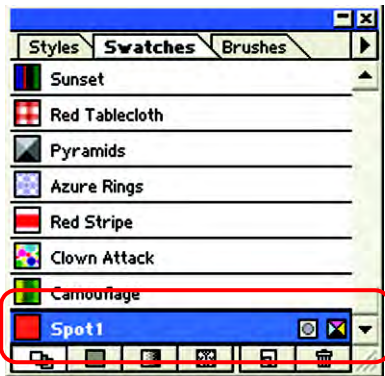 Styles Swatches Brushes
Sunset
Red Tablecloth
Pyramids
Azure Rings
Red Stripe
Clown Attack
Camouflage
Spot1